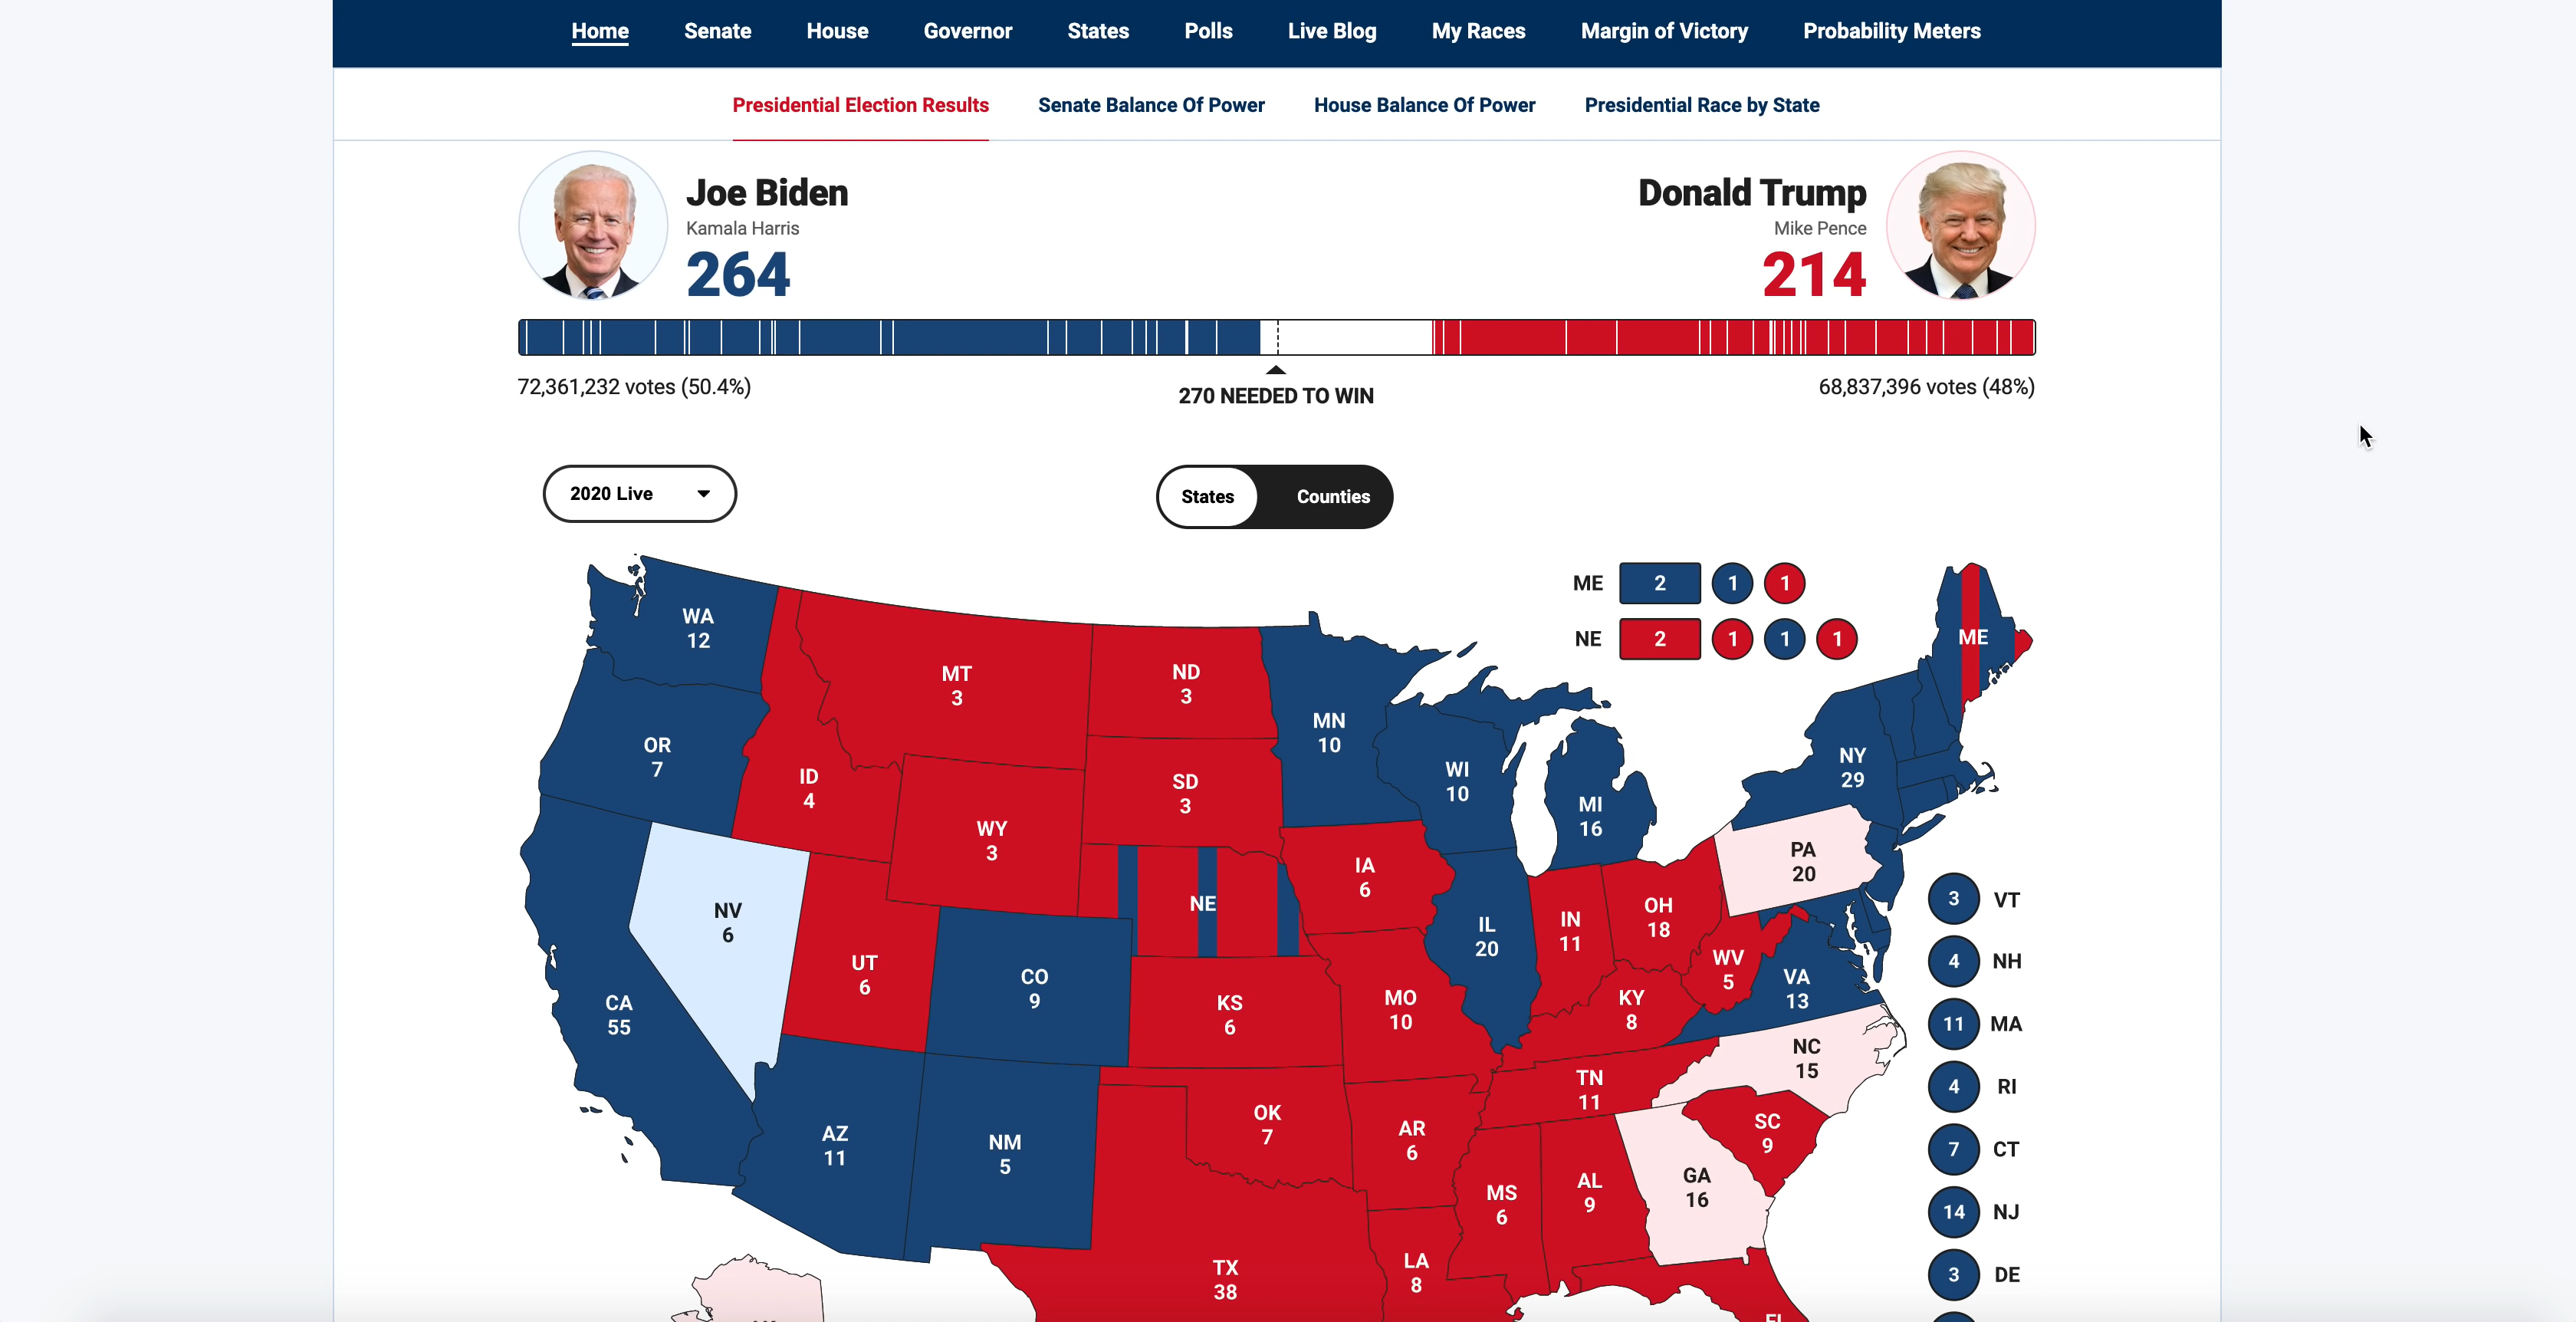 Home Senate House Governor States Polls Live Blog My Races Margin of Victory Probability Meters
Presidential Election Results Senate Balance Of Power House Balance Of Power Presidential Race by State
Joe Biden
Kamala Harris
264
Donald Trump
Mike Pence
214
72,361,232 votes (50.4%)
270 NEEDED TO WIN
68,837,396 votes (48%)
2020 Live
States Counties
ME 2 1 1
NE 2 1 1 1
WA
12
MT
3
ND
3
MN
10
ME
OR
7
ID
4
SD
3
WI
10
MI
16
NY
29
WY
3
PA
20
NV
6
NE
IA
6
IL
20
IN
11
OH
18
WV
5
VA
13
UT
6
CO
9
CA
55
KS
6
MO
10
KY
8
NC
15
TN
11
AZ
11
NM
5
OK
7
AR
6
SC
9
MS
6
AL
9
GA
16
TX
38
LA
8
3 VT
4 NH
11 MA
4 RI
7 CT
14 NJ
3 DE